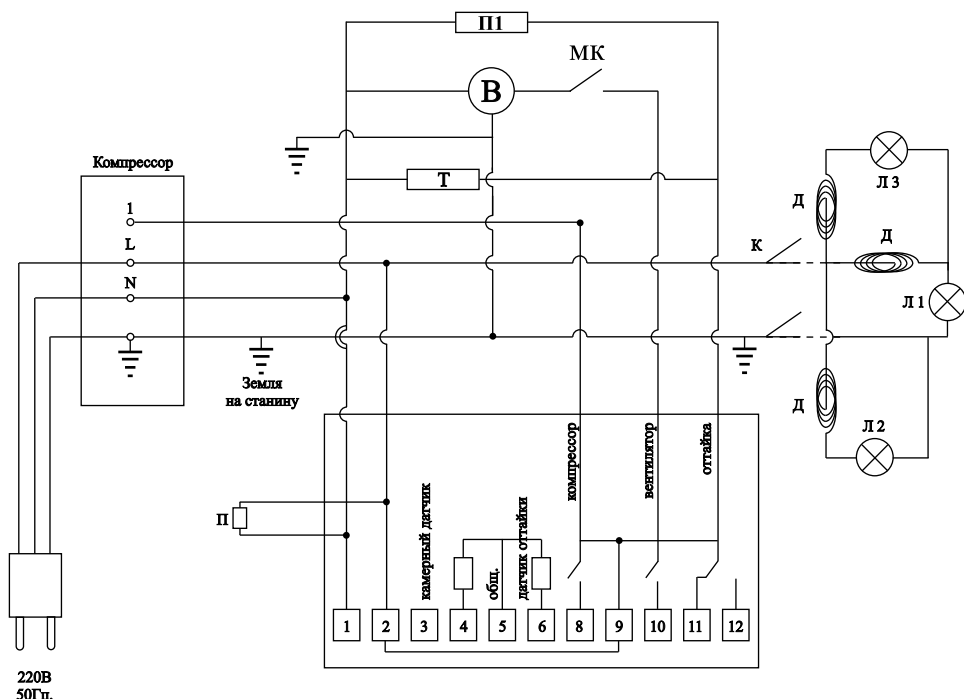 П1
МК
В
Компрессор
Т
Л 3
1
Д
L
К
Д
N
Л 1
Земля
на станину
Д
Л 2
компрессор
вентилятор
оттайка
П
камерный датчик
общ.
датчик оттайки
1 2 3 4 5 6 8 9 10 11 12
220В
50Гц.